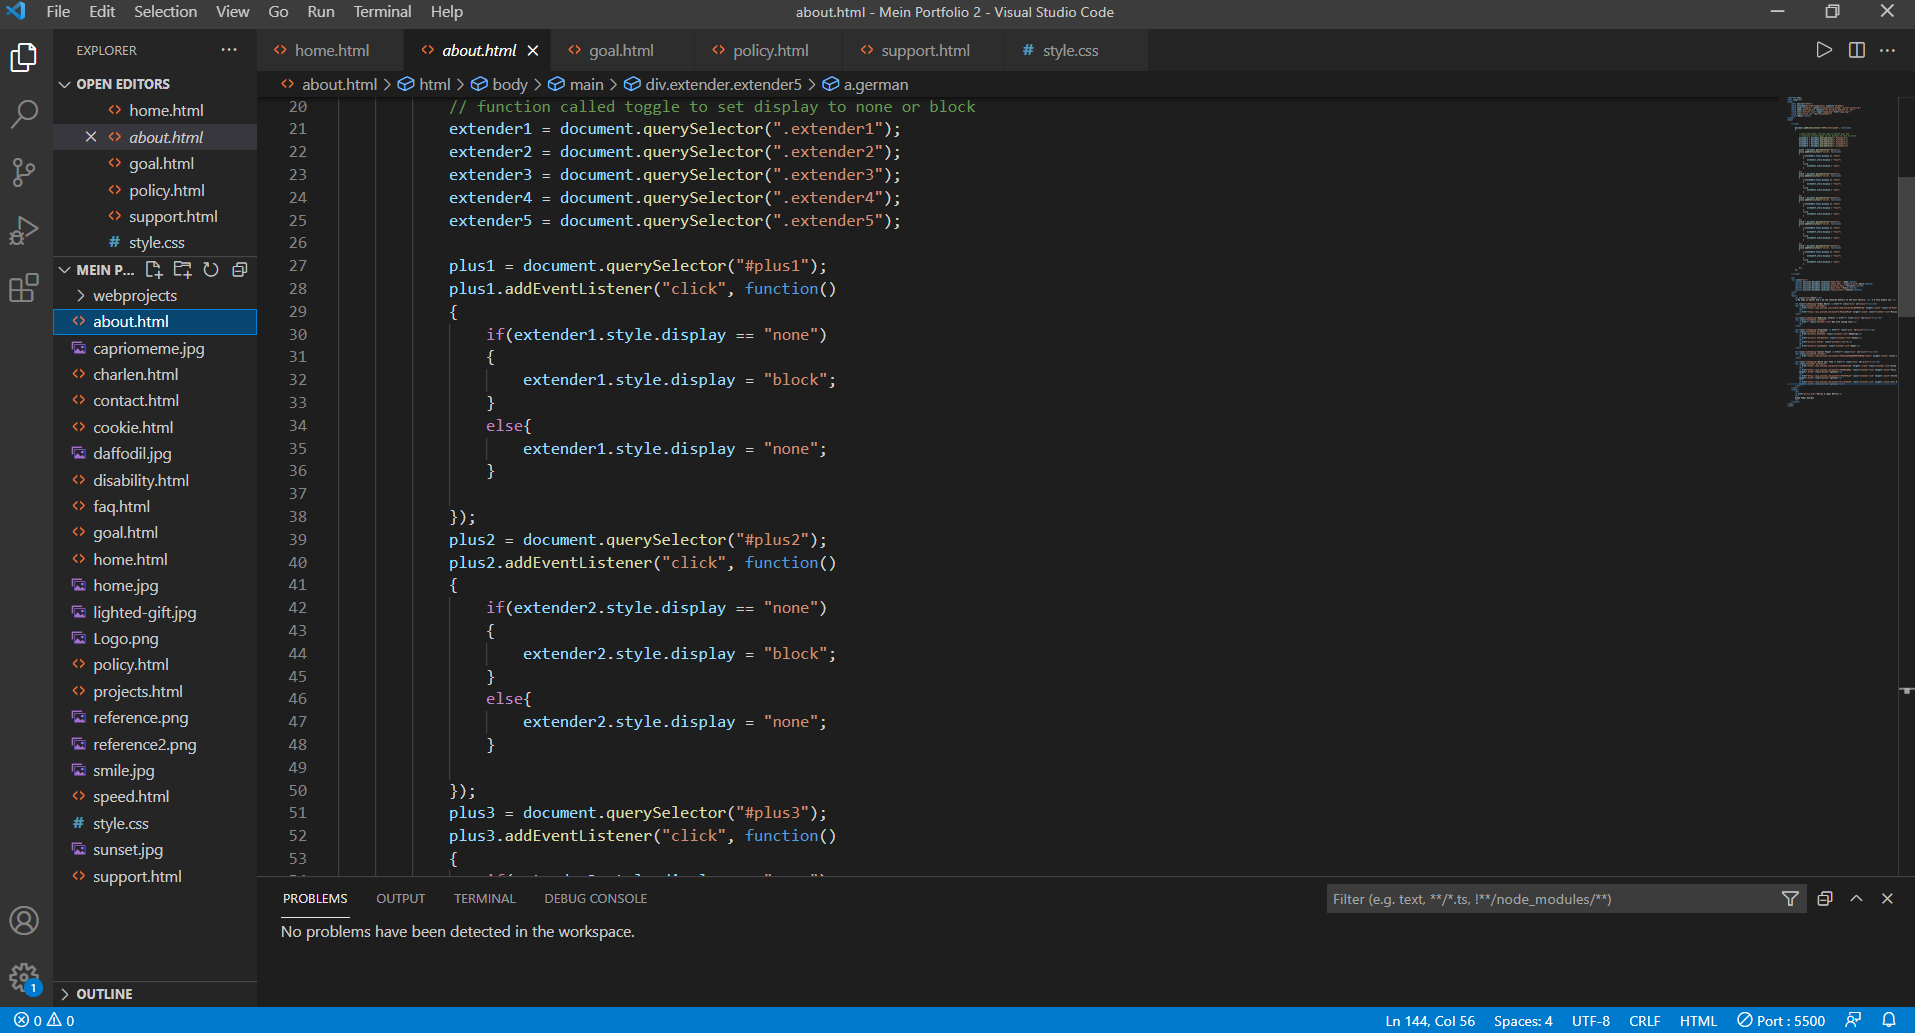 File Edit Selection View Go Run Terminal Help
about.html - Mein Portfolio 2 - Visual Studio Code
EXPLORER
home.html about.html goal.html policy.html support.html # style.css
OPEN EDITORS
home.html
about.html
goal.html
policy.html
support.html
# style.css
MEIN P...
webprojects
about.html
capriomeme.jpg
charlen.html
contact.html
cookie.html
daffodil.jpg
disability.html
faq.html
goal.html
home.html
home.jpg
lighted-gift.jpg
Logo.png
policy.html
projects.html
reference.png
reference2.png
smile.jpg
speed.html
# style.css
sunset.jpg
support.html
OUTLINE
about.html > html > body > main > div.extender.extender5 > a.german
20 // function called toggle to set display to none or block
21 extender1 = document.querySelector(".extender1");
22 extender2 = document.querySelector(".extender2");
23 extender3 = document.querySelector(".extender3");
24 extender4 = document.querySelector(".extender4");
25 extender5 = document.querySelector(".extender5");
26
27 plus1 = document.querySelector("#plus1");
28 plus1.addEventListener("click", function()
29 {
30 if(extender1.style.display == "none")
31 {
32 extender1.style.display = "block";
33 }
34 else{
35 extender1.style.display = "none";
36 }
37
38 });
39 plus2 = document.querySelector("#plus2");
40 plus2.addEventListener("click", function()
41 {
42 if(extender2.style.display == "none")
43 {
44 extender2.style.display = "block";
45 }
46 else{
47 extender2.style.display = "none";
48 }
49
50 });
51 plus3 = document.querySelector("#plus3");
52 plus3.addEventListener("click", function()
53 {
PROBLEMS OUTPUT TERMINAL DEBUG CONSOLE
Filter (e.g. text, **/*.ts, !**/node_modules/**)
No problems have been detected in the workspace.
1
0 0
Ln 144, Col 56 Spaces: 4 UTF-8 CRLF HTML Port : 5500